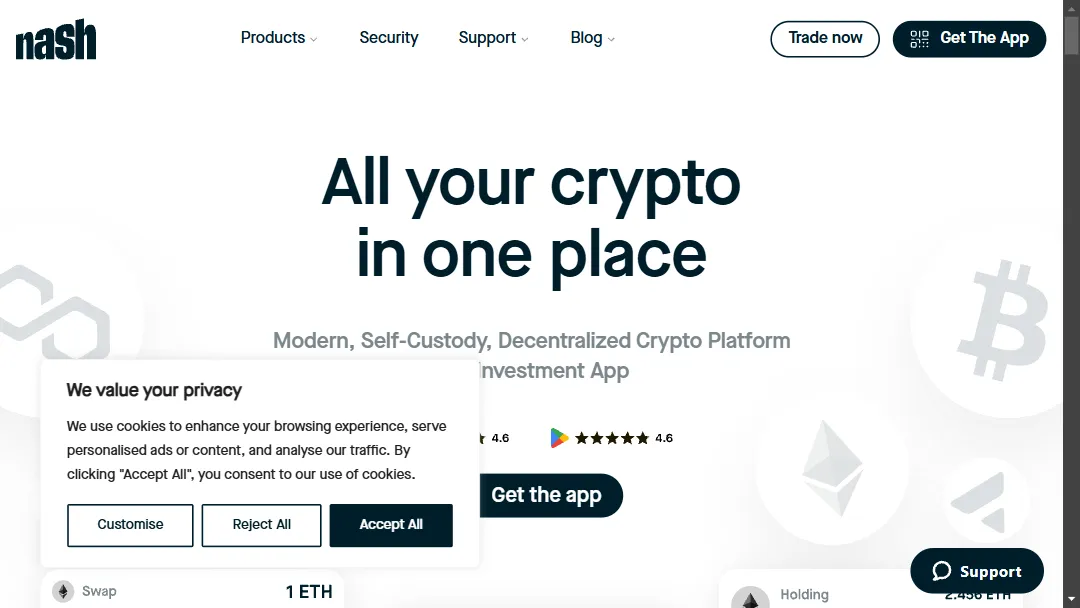 nash
Products
Security
Support
Blog
Trade now
Get The App
All your crypto
in one place
Modern, Self-Custody, Decentralized Crypto Platform
Investment App
4.6
4.6
Get the app
We value your privacy
We use cookies to enhance your browsing experience, serve
personalised ads or content, and analyse our traffic. By
clicking "Accept All", you consent to our use of cookies.
Customise
Reject All
Accept All
Swap
1 ETH
Holding
2.456 ETH
Support